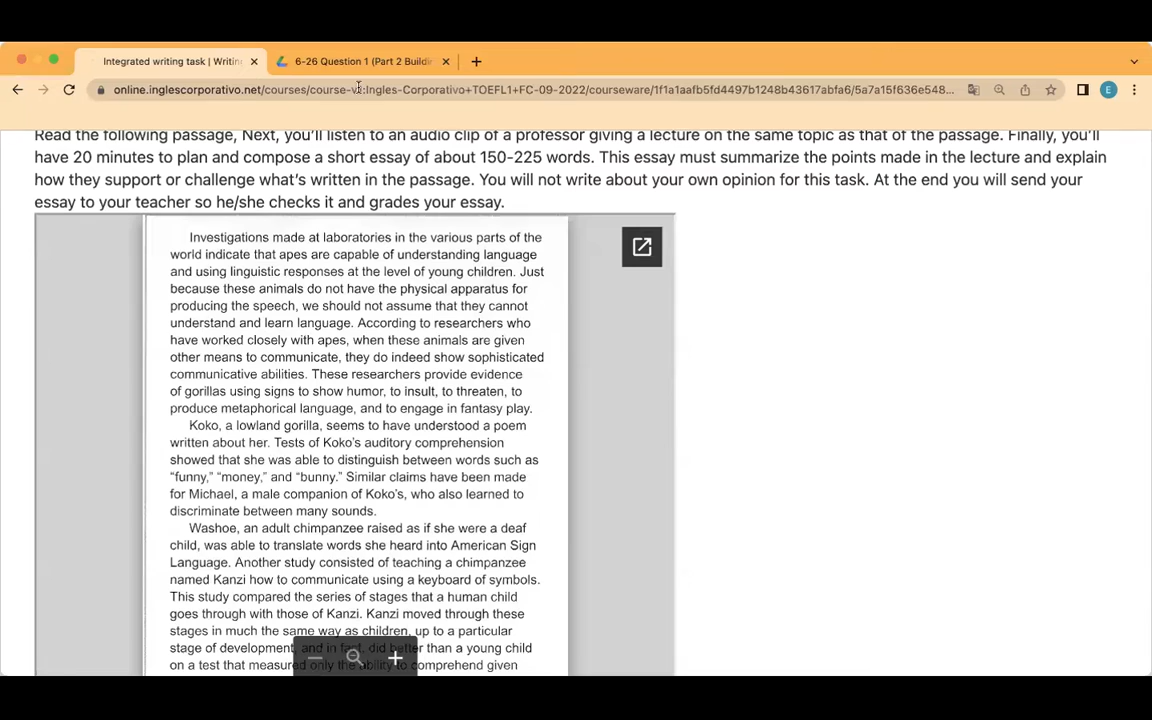 Integrated writing task | Writin
6-26 Question 1 (Part 2 Buildin
online.inglescorporativo.net/courses/course-v1:Ingles-Corporativo+TOEFL1+FC-09-2022/courseware/1f1a1aafb5fd4497b1248b43617abfa6/5a7a15f636e548...
E
Read the following passage, Next, you'll listen to an audio clip of a professor giving a lecture on the same topic as that of the passage. Finally, you'll
have 20 minutes to plan and compose a short essay of about 150-225 words. This essay must summarize the points made in the lecture and explain
how they support or challenge what's written in the passage. You will not write about your own opinion for this task. At the end you will send your
essay to your teacher so he/she checks it and grades your essay.
Investigations made at laboratories in the various parts of the
world indicate that apes are capable of understanding language
and using linguistic responses at the level of young children. Just
because these animals do not have the physical apparatus for
producing the speech, we should not assume that they cannot
understand and learn language. According to researchers who
have worked closely with apes, when these animals are given
other means to communicate, they do indeed show sophisticated
communicative abilities. These researchers provide evidence
of gorillas using signs to show humor, to insult, to threaten, to
produce metaphorical language, and to engage in fantasy play.
Koko, a lowland gorilla, seems to have understood a poem
written about her. Tests of Koko's auditory comprehension
showed that she was able to distinguish between words such as
"funny," "money," and "bunny." Similar claims have been made
for Michael, a male companion of Koko's, who also learned to
discriminate between many sounds.
Washoe, an adult chimpanzee raised as if she were a deaf
child, was able to translate words she heard into American Sign
Language. Another study consisted of teaching a chimpanzee
named Kanzi how to communicate using a keyboard of symbols.
This study compared the series of stages that a human child
goes through with those of Kanzi. Kanzi moved through these
stages in much the same way as children, up to a particular
stage of development, and in fact, did better than a young child
on a test that measured only the ability to comprehend given